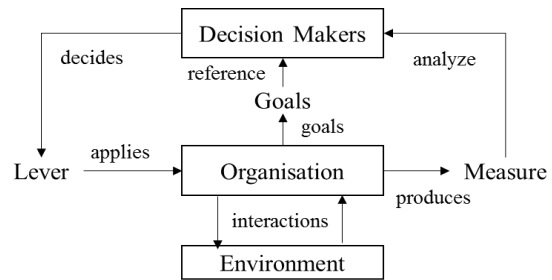 Decision Makers
decides
reference
analyze
Goals
goals
Lever
applies
Organisation
produces
Measure
interactions
Environment